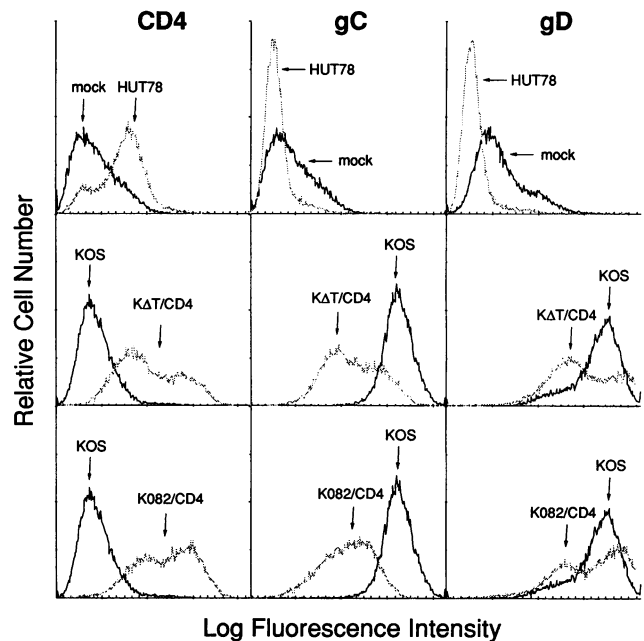 CD4 gC gD
mock HUT78
HUT78
mock
HUT78
mock
Relative Cell Number
KOS
KΔT/CD4
KOS
KΔT/CD4
KOS
KΔT/CD4
KOS
K082/CD4
KOS
K082/CD4
KOS
K082/CD4
Log Fluorescence Intensity